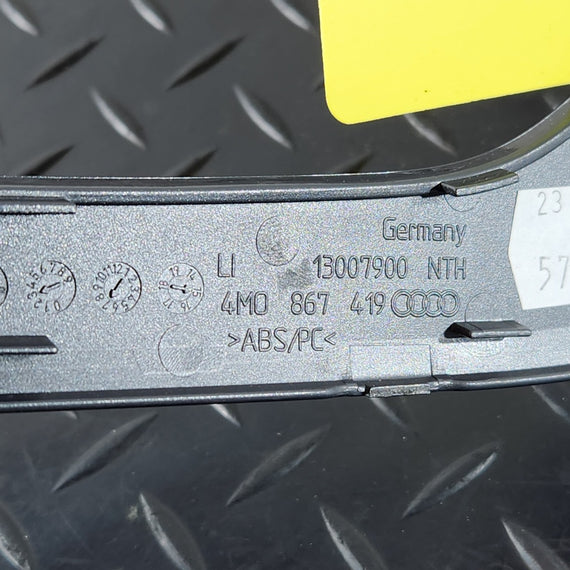 Germany
LI 13007900 NTH
4M0 867 419
>ABS/PC<
23
57